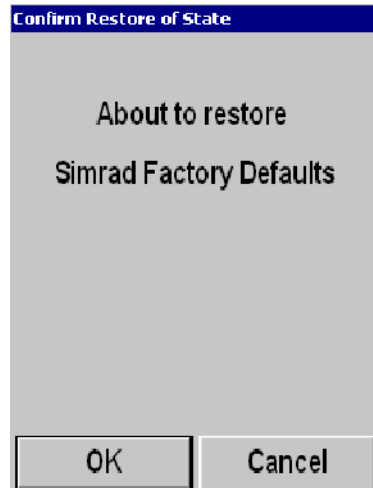 Confirm Restore of State
About to restore
Simrad Factory Defaults
OK
Cancel